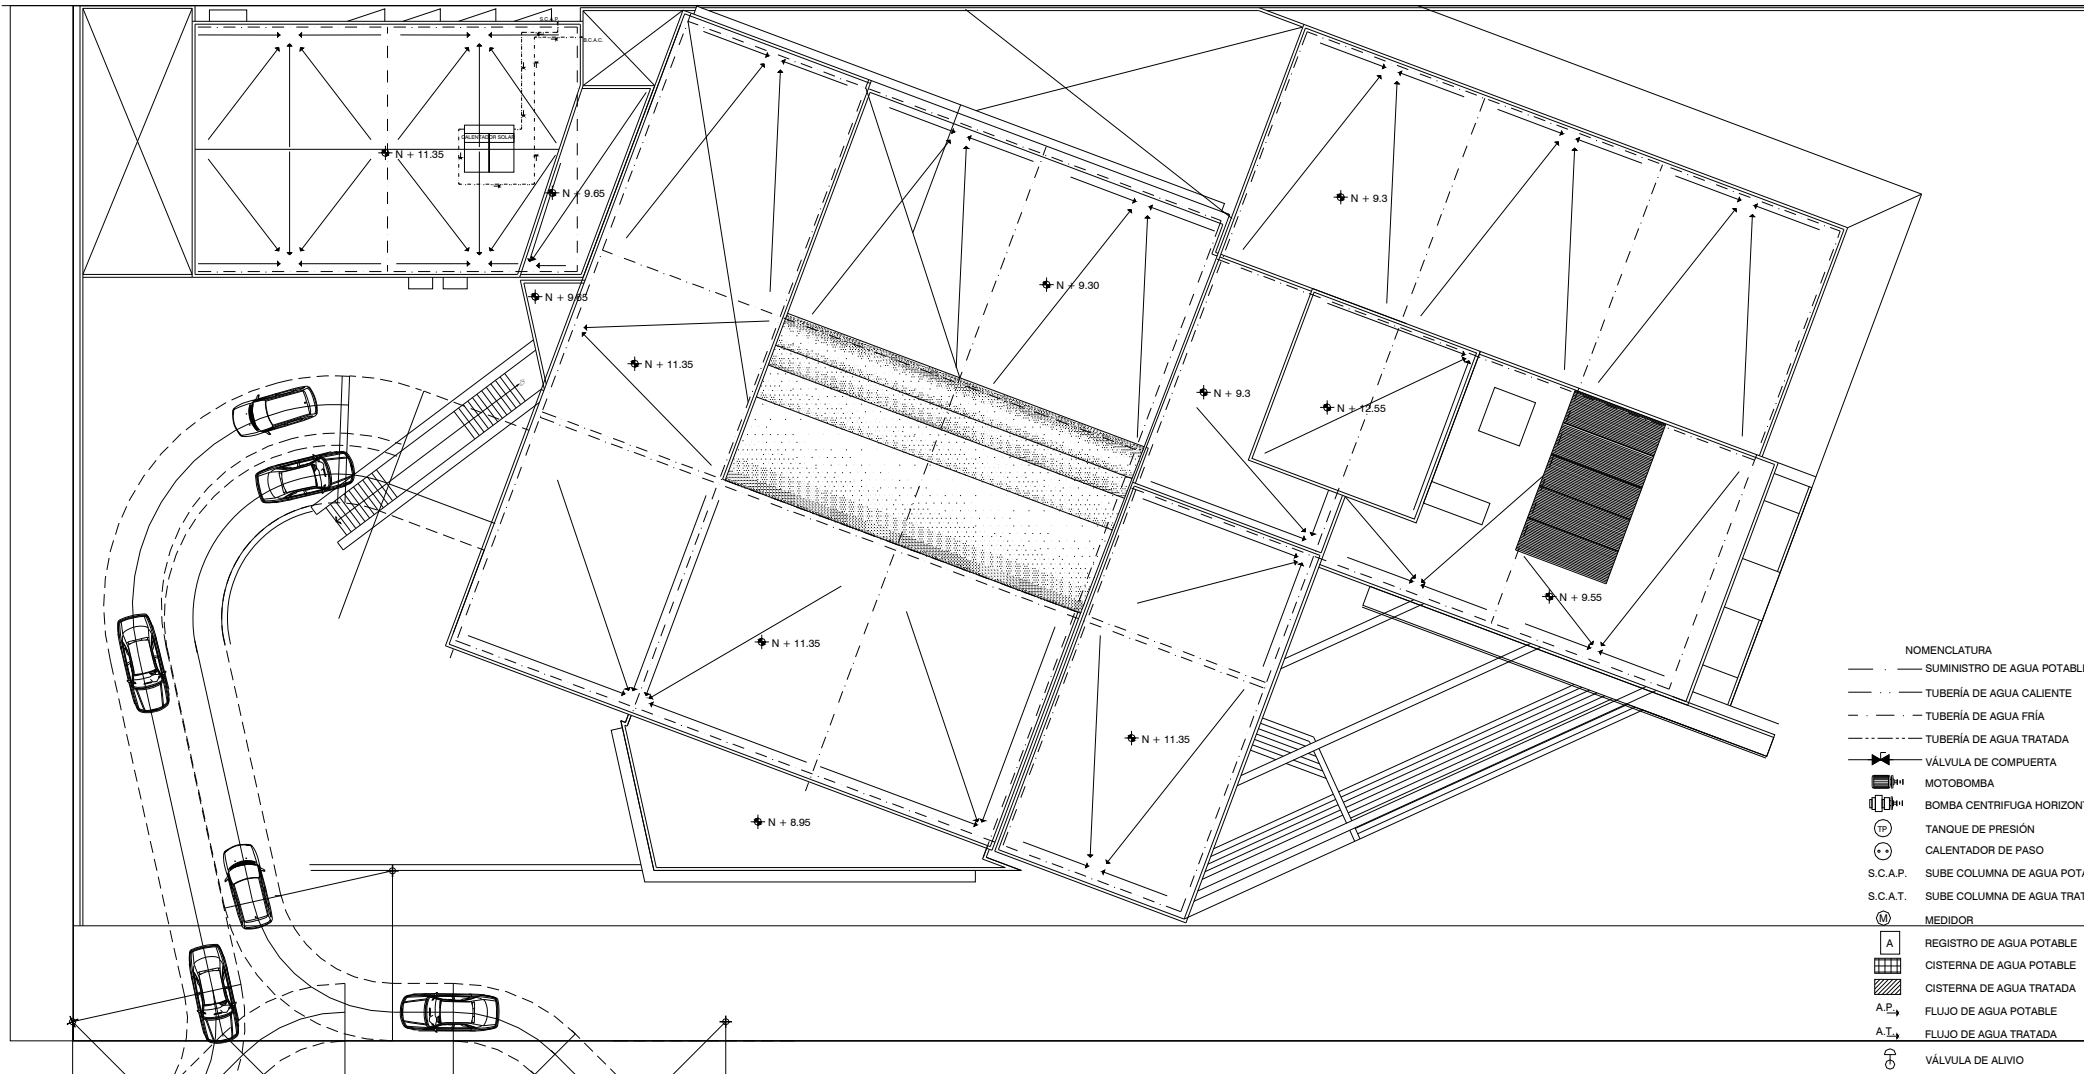 S.C.A.P.
B.C.A.C.
CALENTADOR SOLAR
N + 11.35
N + 9.65
N + 9.3
N + 9.30
N + 9.65
N + 11.35
N + 9.3
N + 12.55
N + 9.55
N + 11.35
N + 11.35
N + 8.95
NOMENCLATURA
SUMINISTRO DE AGUA POTABLE
TUBERÍA DE AGUA CALIENTE
TUBERÍA DE AGUA FRÍA
TUBERÍA DE AGUA TRATADA
VÁLVULA DE COMPUERTA
MOTOBOMBA
BOMBA CENTRIFUGA HORIZONT
TP TANQUE DE PRESIÓN
CALENTADOR DE PASO
S.C.A.P. SUBE COLUMNA DE AGUA POTA
S.C.A.T. SUBE COLUMNA DE AGUA TRAT
M MEDIDOR
A REGISTRO DE AGUA POTABLE
CISTERNA DE AGUA POTABLE
CISTERNA DE AGUA TRATADA
A.P. FLUJO DE AGUA POTABLE
A.T. FLUJO DE AGUA TRATADA
VÁLVULA DE ALIVIO